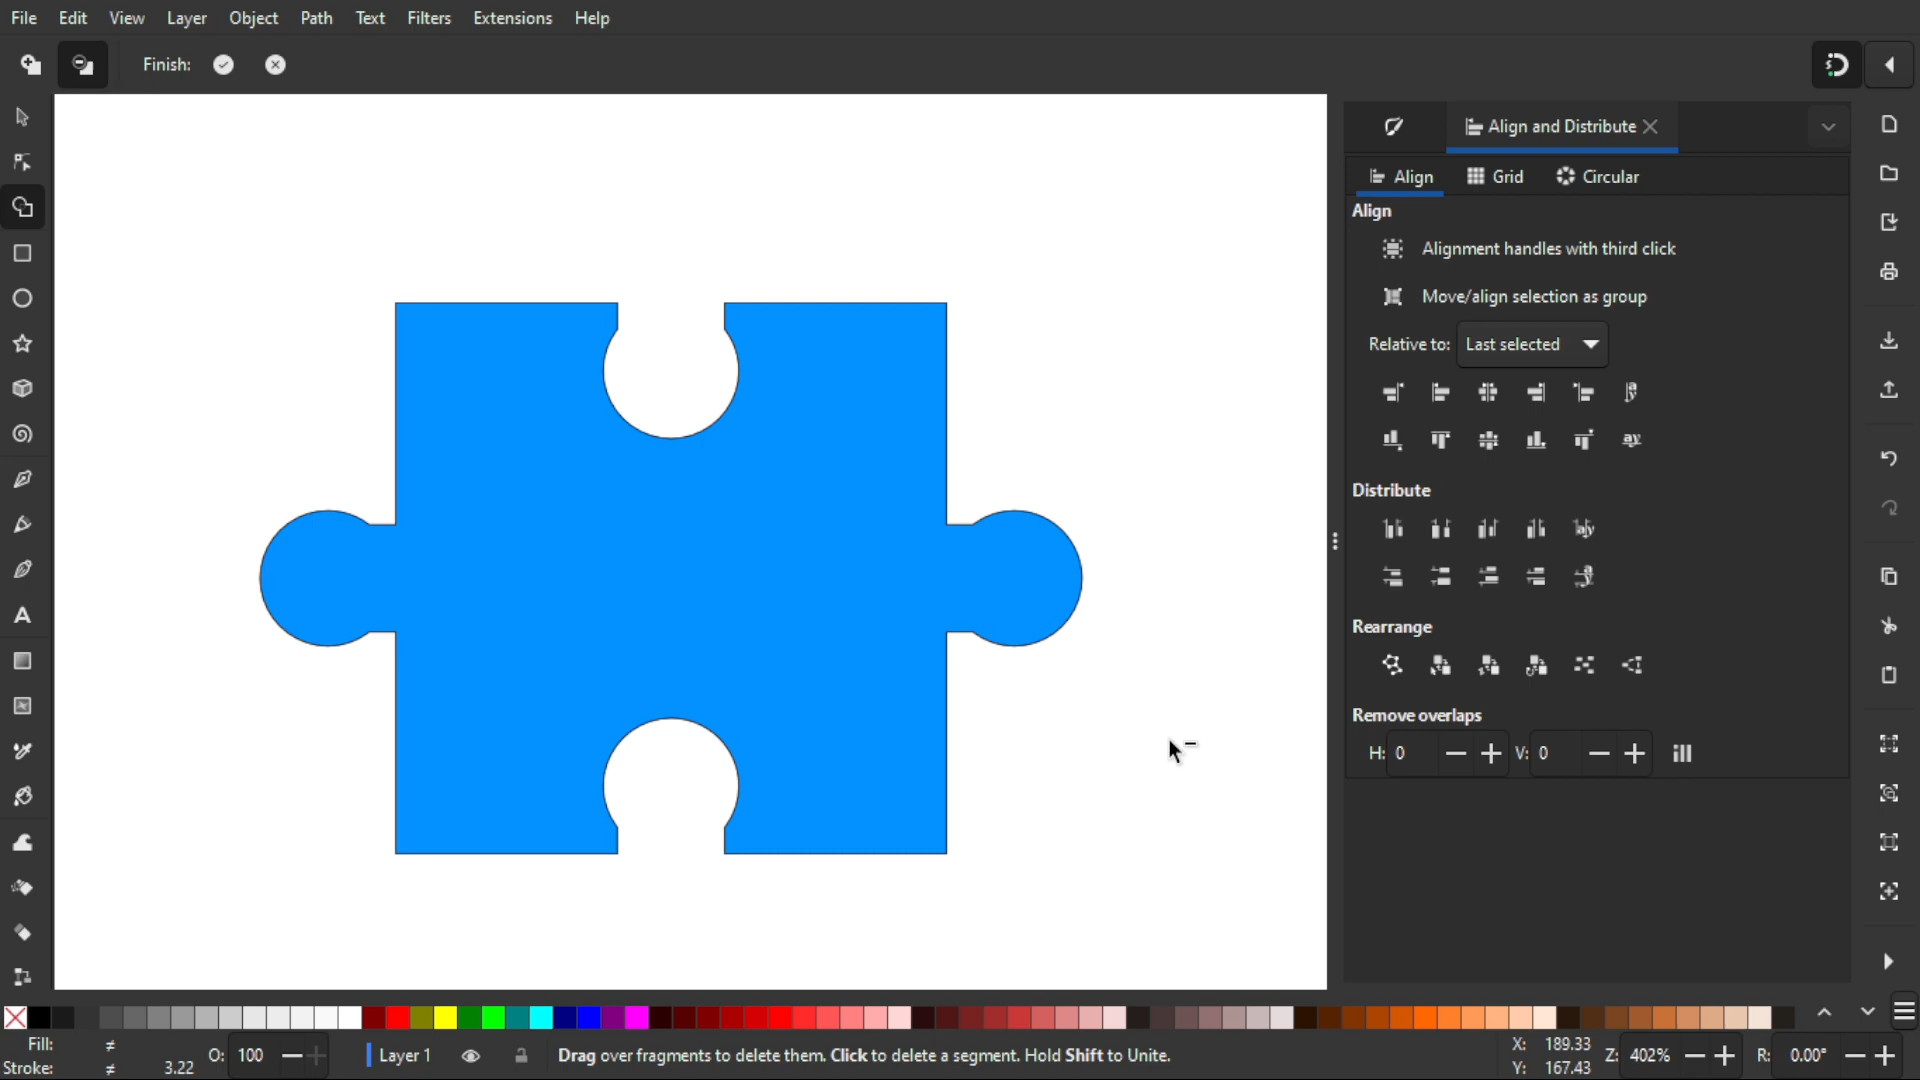 File Edit View Layer Object Path Text Filters Extensions Help
Finish:
Align and Distribute
Align Grid Circular
Align
Alignment handles with third click
Move/align selection as group
Relative to: Last selected
Distribute
Rearrange
Remove overlaps
H: 0 V: 0
Fill: ≠
Stroke: ≠ 3.22
O: 100
Layer 1
Drag over fragments to delete them. Click to delete a segment. Hold Shift to Unite.
X: 189.33
Y: 167.43
Z: 402%
R: 0.00°